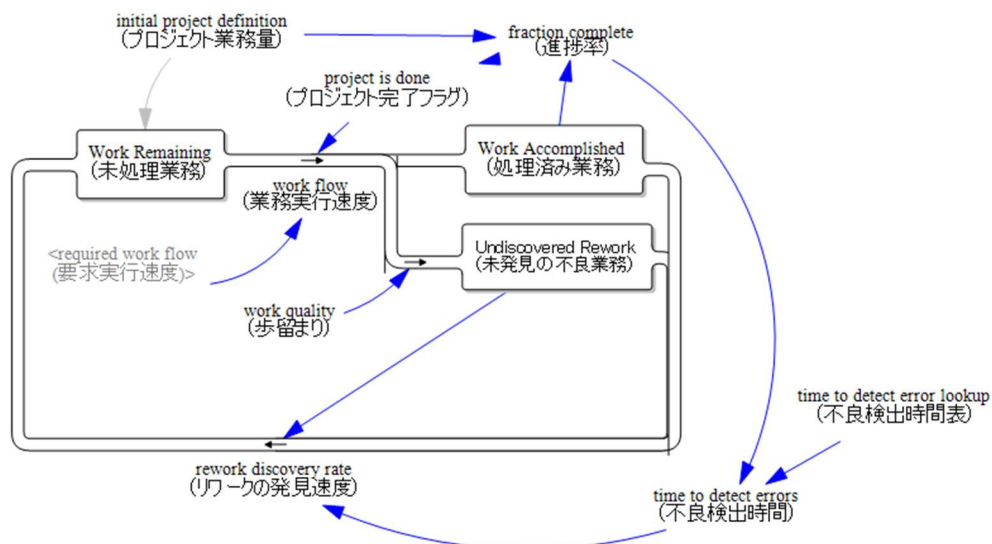 initial project definition
(プロジェクト業務量)
fraction complete
(進捗率)
project is done
(プロジェクト完了フラグ)
Work Remaining
(未処理業務)
Work Accomplished
(処理済み業務)
work flow
(業務実行速度)
Undiscovered Rework
(未発見の不良業務)
<required work flow
(要求実行速度)>
work quality
(歩留まり)
time to detect error lookup
(不良検出時間表)
rework discovery rate
(リワークの発見速度)
time to detect errors
(不良検出時間)